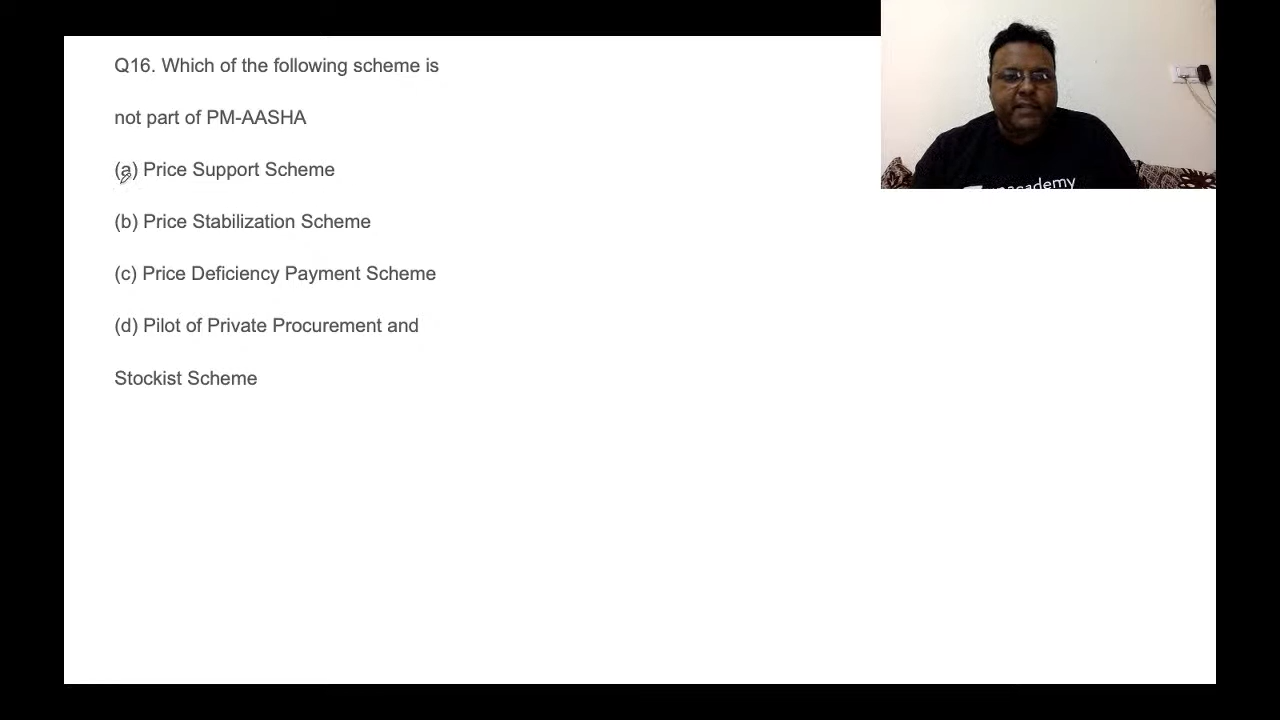 Q16. Which of the following scheme is
not part of PM-AASHA
(a) Price Support Scheme
(b) Price Stabilization Scheme
(c) Price Deficiency Payment Scheme
(d) Pilot of Private Procurement and
Stockist Scheme